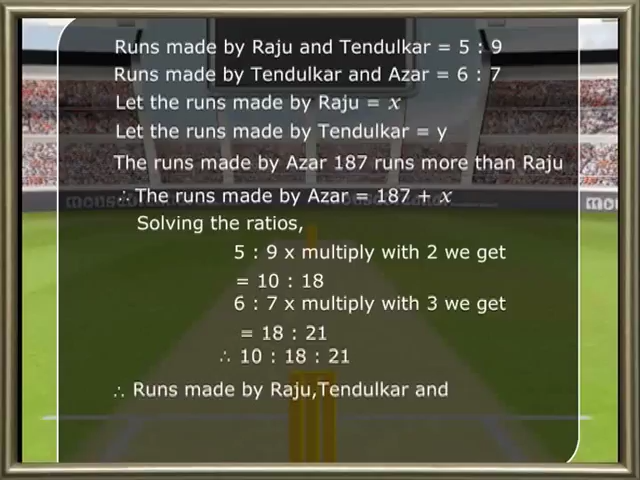 Runs made by Raju and Tendulkar = 5 : 9
Runs made by Tendulkar and Azar = 6 : 7
Let the runs made by Raju = x
Let the runs made by Tendulkar = y
The runs made by Azar 187 runs more than Raju
∴ The runs made by Azar = 187 + x
Solving the ratios,
5 : 9 x multiply with 2 we get
= 10 : 18
6 : 7 x multiply with 3 we get
= 18 : 21
∴ 10 : 18 : 21
∴ Runs made by Raju,Tendulkar and